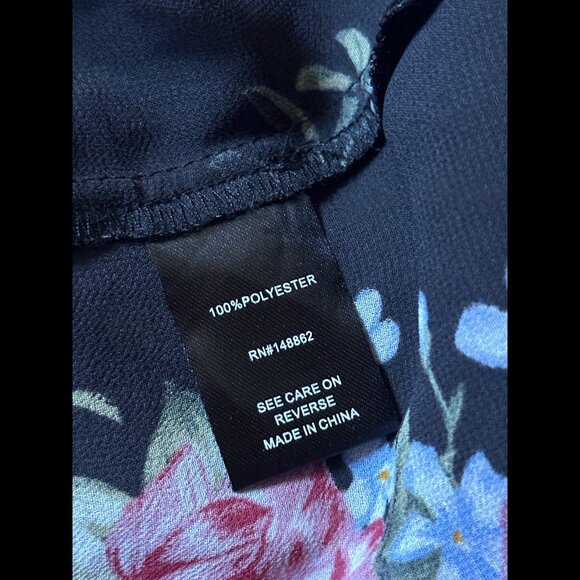 100%POLYESTER
RN#148862
SEE CARE ON
REVERSE
MADE IN CHINA